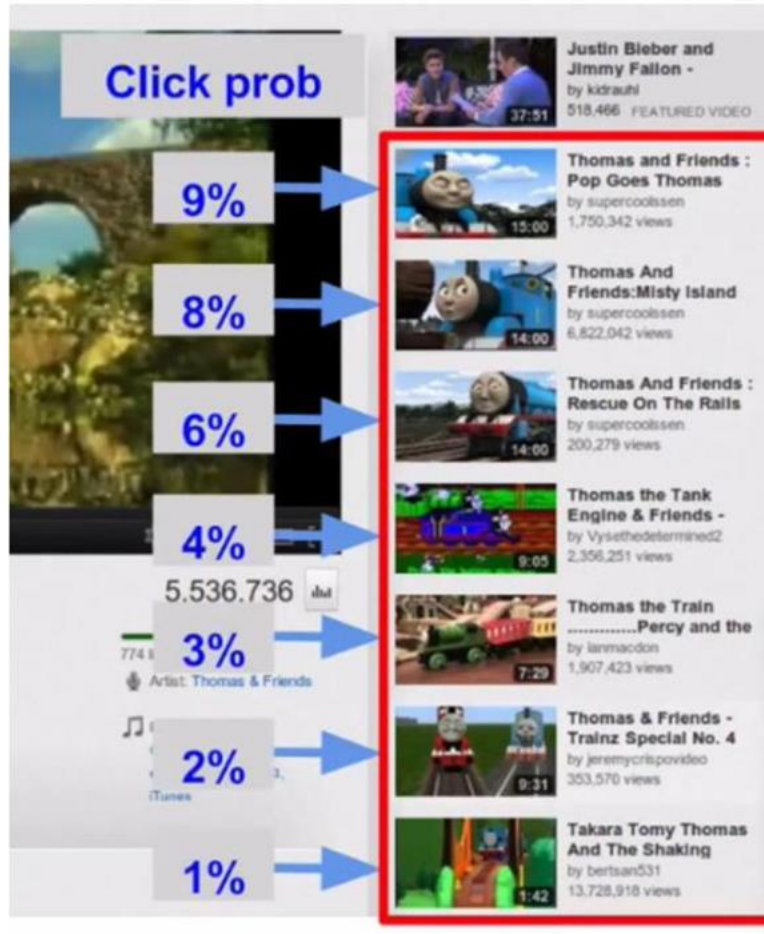 Click prob
Justin Bieber and
Jimmy Fallon -
by kidrauhl
37:51
518,466 FEATURED VIDEO
9%
Thomas and Friends :
Pop Goes Thomas
by supercoolssen
15:00
1,750,342 views
8%
Thomas And
Friends:Misty Island
by supercoolssen
14:00
6,822,042 views
6%
Thomas And Friends :
Rescue On The Rails
by supercoolssen
14:00
200,279 views
4%
Thomas the Tank
Engine & Friends -
by Vysethedetermined2
9:05
2,356,251 views
5.536.736
3%
Thomas the Train
.............Percy and the
by ianmacdon
7:29
1,907,423 views
774
Artist: Thomas & Friends
2%
Thomas & Friends -
Trainz Special No. 4
by jeremycrispovideo
9:31
353,570 views
iTunes
1%
Takara Tomy Thomas
And The Shaking
by bertsan531
1:42
13,728,918 views